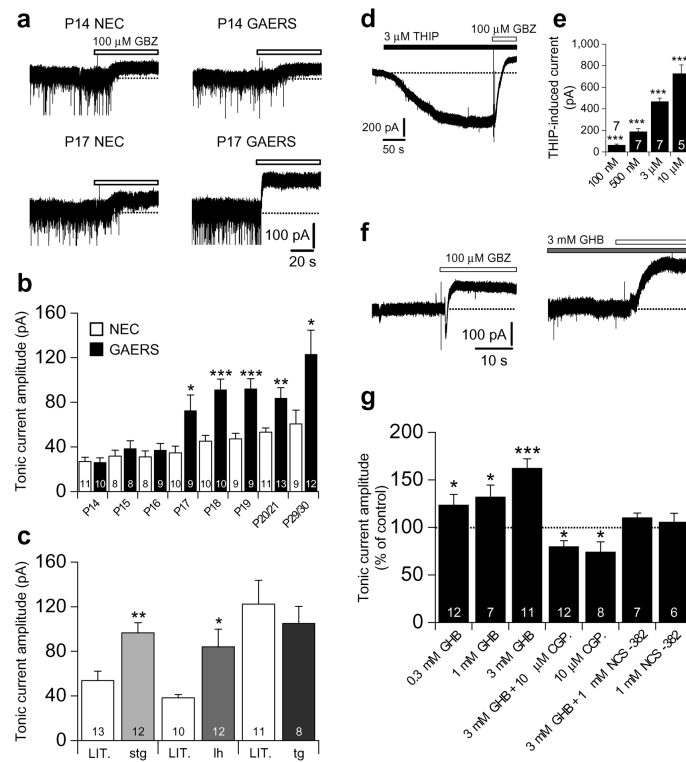 a
P14 NEC
P14 GAERS
100 μM GBZ
P17 NEC
P17 GAERS
100 pA
20 s
b
Tonic current amplitude (pA)
160
120
80
40
0
NEC
GAERS
* *** *** ** *
11 10 8 8 9 9 9 9 10 10 9 9 11 13 9 12
P14 P15 P16 P17 P18 P19 P20/21 P29/30
c
Tonic current amplitude (pA)
160
120
80
40
0
** *
13 12 10 12 11 8
LIT. stg LIT. lh LIT. tg
d
100 μM GBZ
3 μM THIP
200 pA
50 s
e
THIP-induced current (pA)
1,000
800
600
400
200
0
*** *** *** ***
7 7 7 5
100 nM 500 nM 3 μM 10 μM
f
100 μM GBZ
3 mM GHB
100 pA
10 s
g
Tonic current amplitude
(% of control)
200
150
100
50
0
* * *** * *
12 7 11 12 8 7 6
0.3 mM GHB
1 mM GHB
3 mM GHB
3 mM GHB+10 μM CGP.
10 μM CGP.
3 mM GHB+1 mM NCS-382
1 mM NCS-382